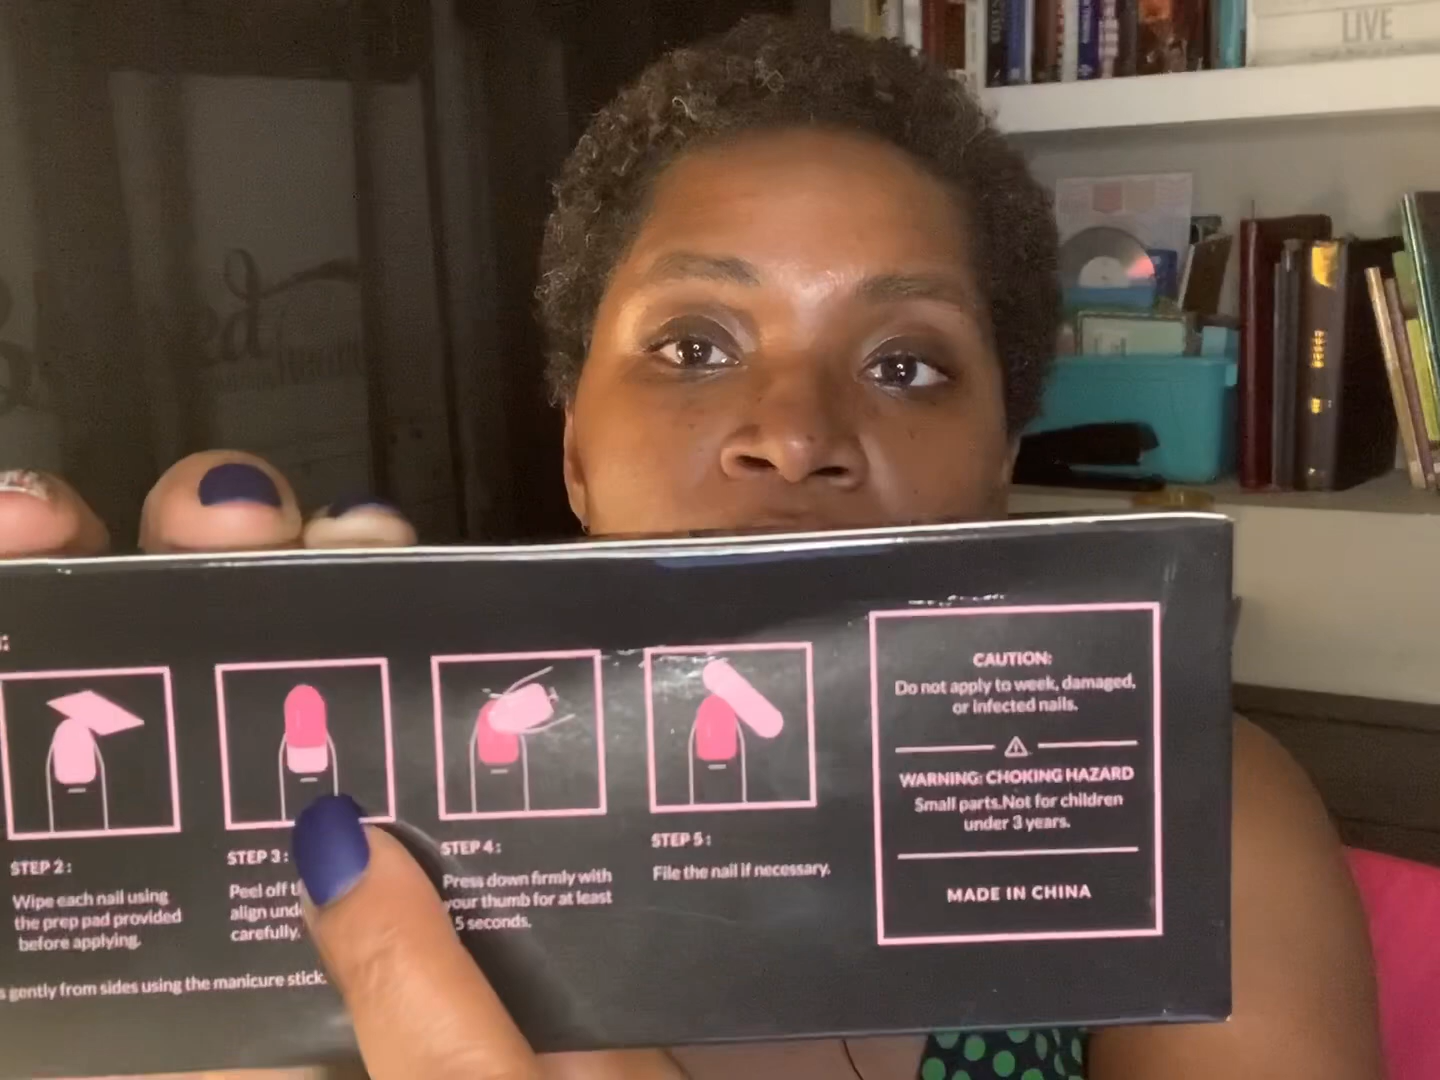 LIVE
ed
STEP 2:
Wipe each nail using
the prep pad provided
before applying.
STEP 3:
Peel off
align
carefully.
STEP 4:
Press down firmly with
your thumb for at least
5 seconds.
STEP 5:
File the nail if necessary.
gently from sides using the manicure stick.
CAUTION:
Do not apply to week, damaged,
or infected nails.
WARNING: CHOKING HAZARD
Small parts.Not for children
under 3 years.
MADE IN CHINA